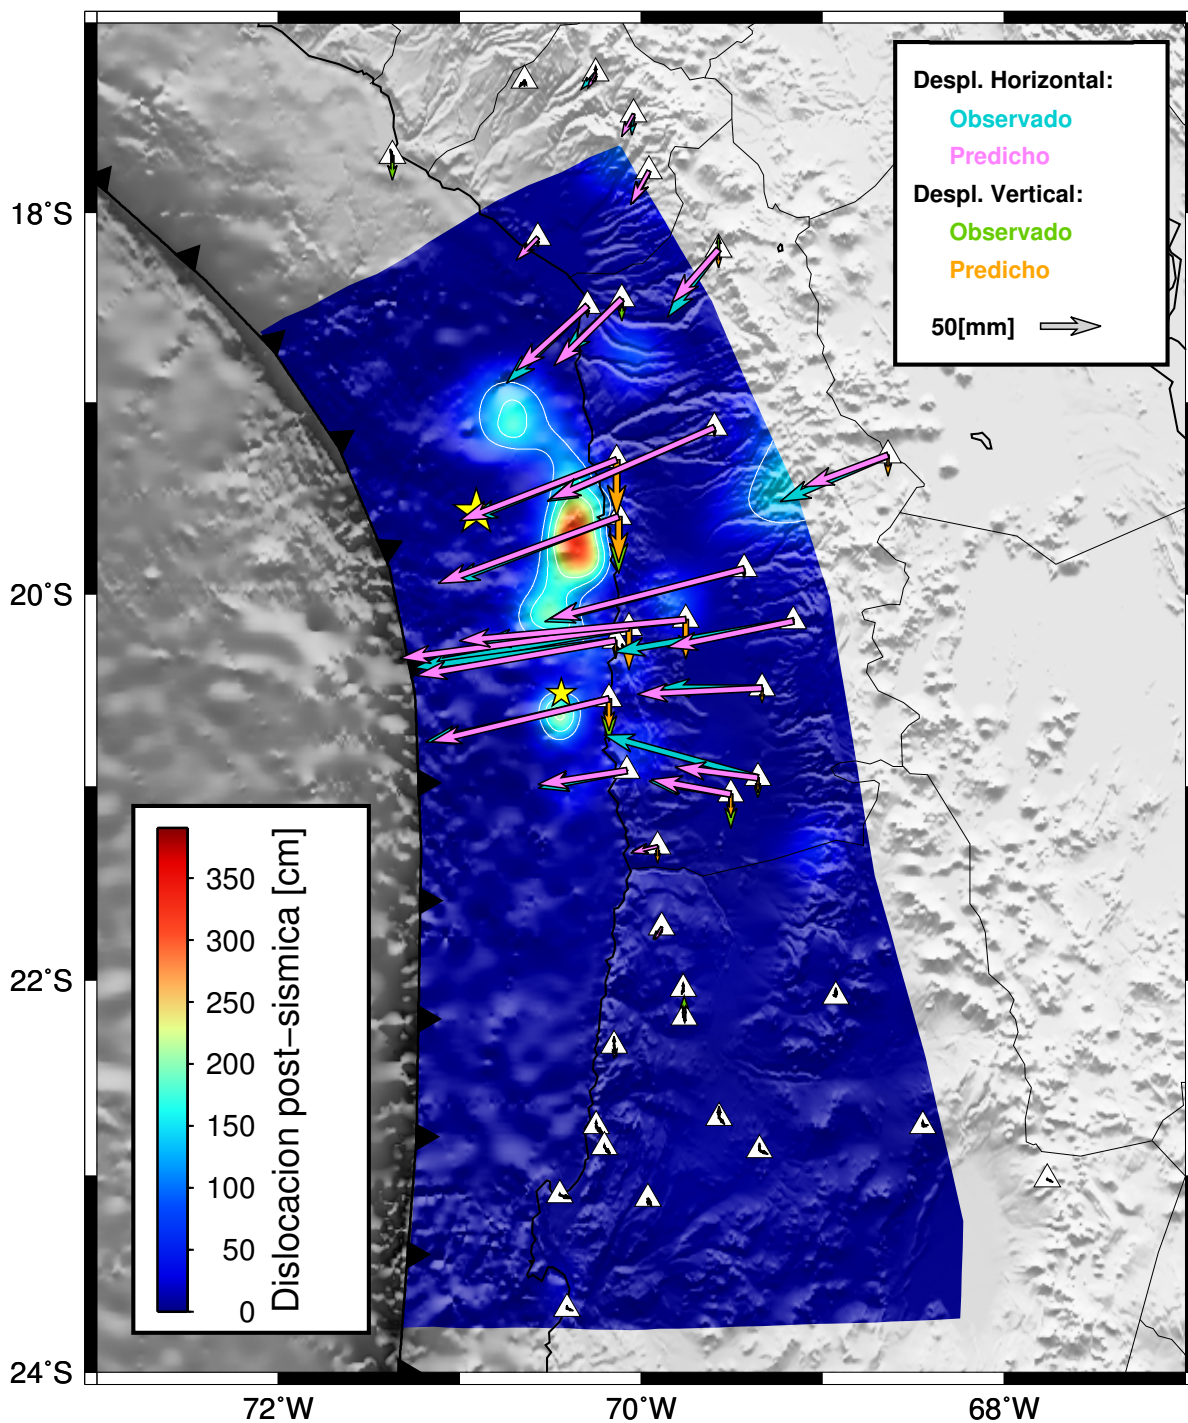 Despl. Horizontal:
Observado
Predicho
Despl. Vertical:
Observado
Predicho
50[mm]
18°S
20°S
22°S
24°S
350
300
250
200
150
100
50
0
Dislocacion post–sismica [cm]
72°W
70°W
68°W